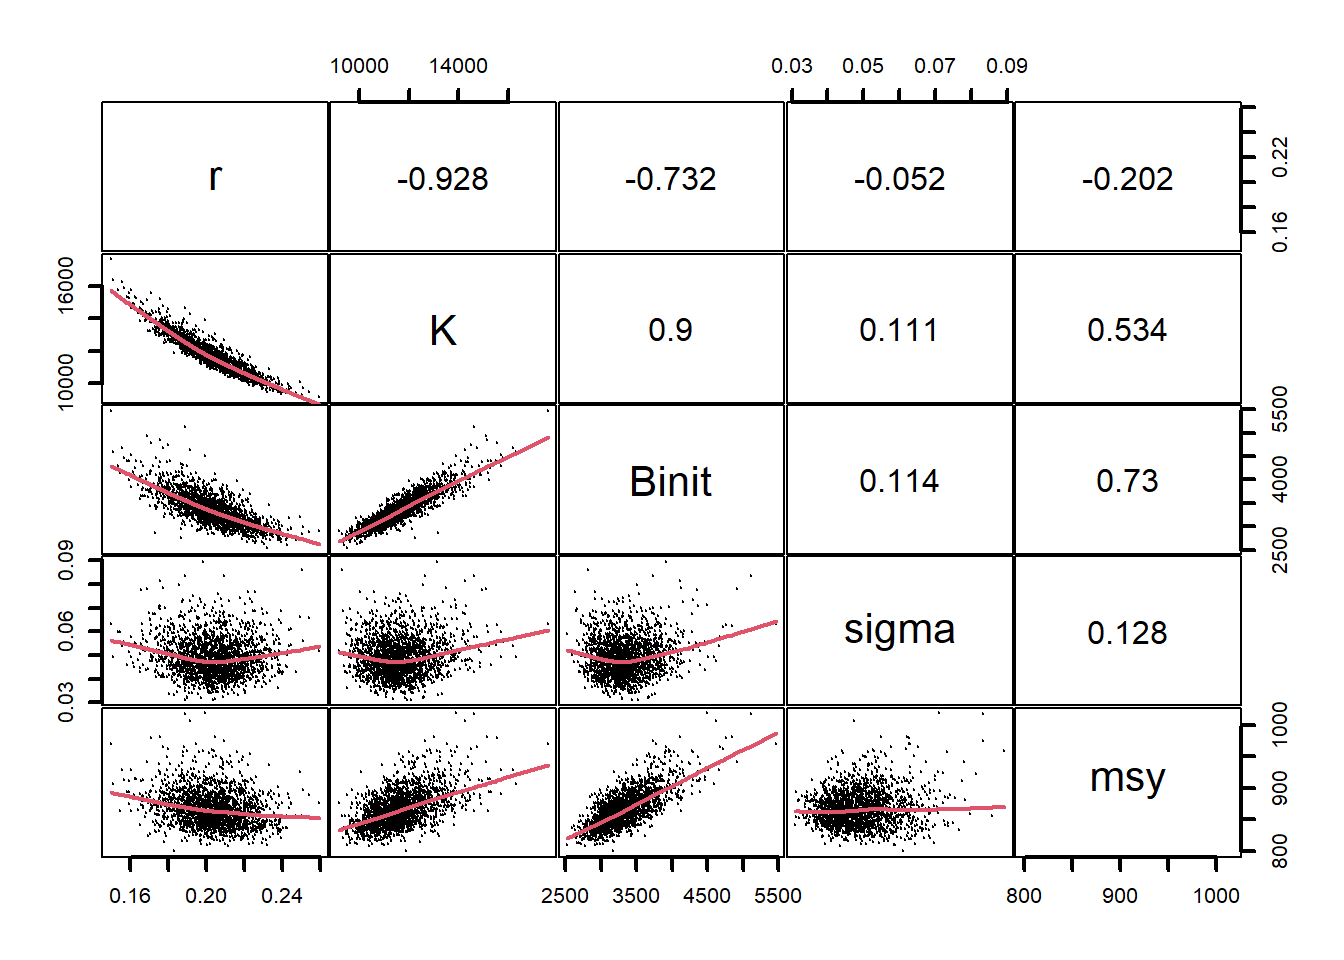 10000 14000 0.03 0.05 0.07 0.09
r -0.928 -0.732 -0.052 -0.202
0.16 0.22
K 0.9 0.111 0.534
10000 16000
Binit 0.114 0.73
2500 4000 5500
sigma 0.128
0.03 0.06 0.09
msy
800 900 1000
0.16 0.20 0.24 2500 3500 4500 5500 800 900 1000